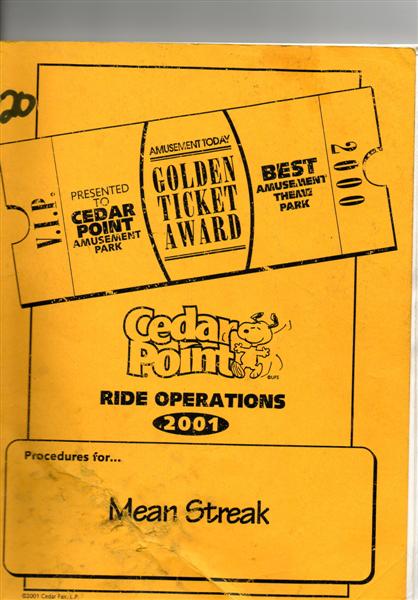 20
V.I.P.
PRESENTED
TO
CEDAR
POINT
AMUSEMENT
PARK
AMUSEMENT TODAY
GOLDEN
TICKET
AWARD
BEST
AMUSEMENT
THEME
PARK
2000
Cedar
Point
©UFS
RIDE OPERATIONS
2001
Procedures for...
Mean Streak
©2001 Cedar Fair, L.P.